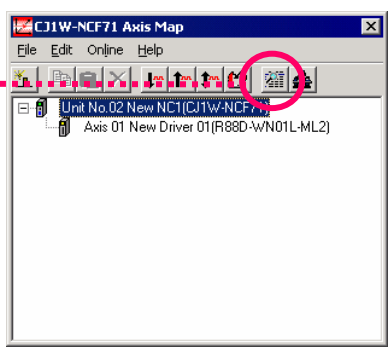 CJ1W-NCF71 Axis Map
File Edit Online Help
Unit No.02 New NC1(CJ1W-NCF71)
Axis 01 New Driver 01(R88D-WN01L-ML2)